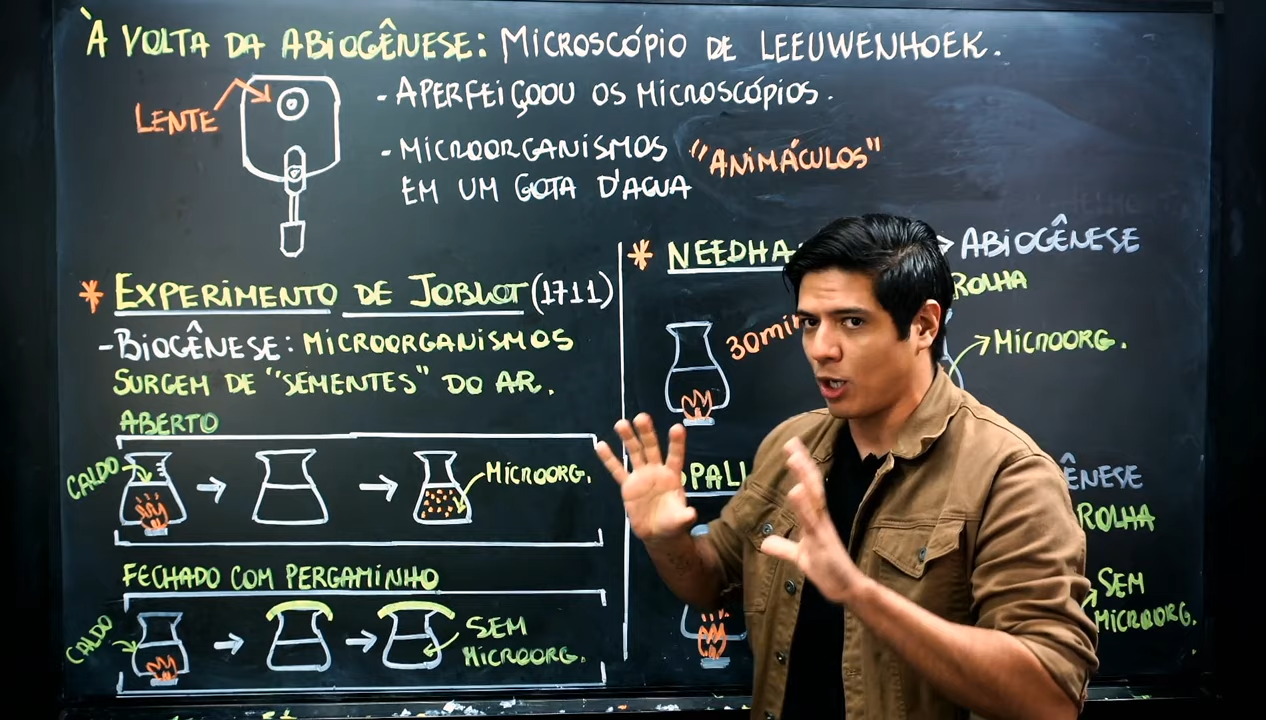 À VOLTA DA ABIOGÊNESE: MICROSCÓPIO DE LEEUWENHOEK.
LENTE
- APERFEIÇOOU OS MICROSCÓPIOS.
- MICROORGANISMOS "ANIMÁCULOS"
EM UM GOTA D'AGUA
* EXPERIMENTO DE JOBLOT (1711)
- BIOGÊNESE: MICROORGANISMOS
SURGEM DE "SEMENTES" DO AR.
ABERTO
CALDO
MICROORG.
FECHADO COM PERGAMINHO
CALDO
SEM
MICROORG.
* NEEDHA
ABIOGÊNESE
ROLHA
30min
MICROORG.
PALL
ÊNESE
ROLHA
SEM
MICROORG.